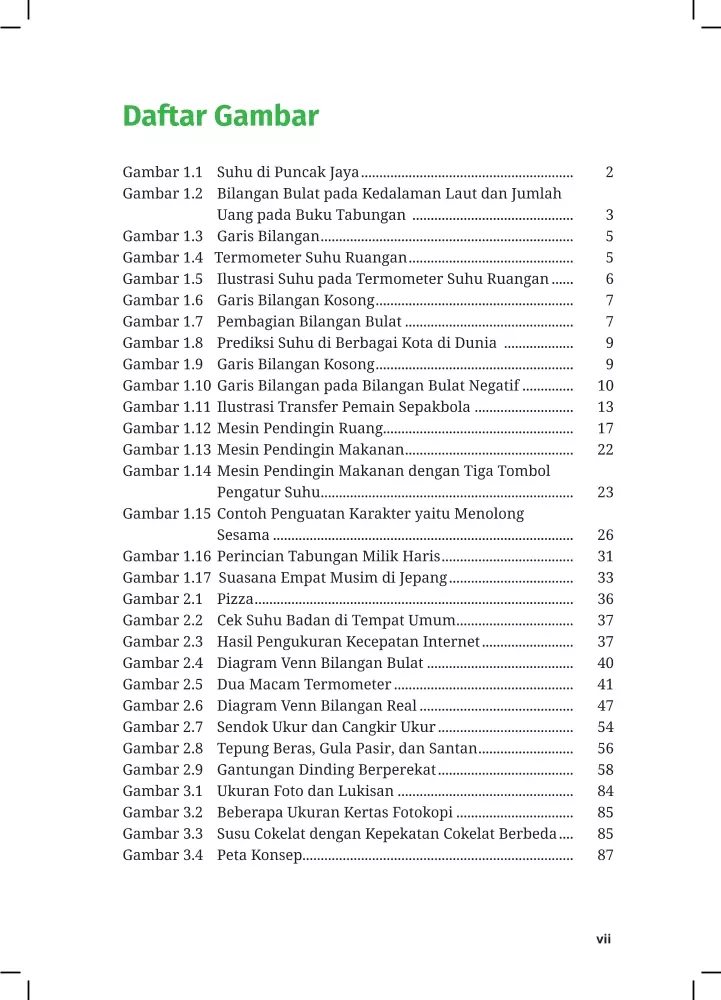 Daftar Gambar
Gambar 1.1 Suhu di Puncak Jaya.......................................................... 2
Gambar 1.2 Bilangan Bulat pada Kedalaman Laut dan Jumlah
Uang pada Buku Tabungan ............................................ 3
Gambar 1.3 Garis Bilangan..................................................................... 5
Gambar 1.4 Termometer Suhu Ruangan............................................. 5
Gambar 1.5 Ilustrasi Suhu pada Termometer Suhu Ruangan ...... 6
Gambar 1.6 Garis Bilangan Kosong...................................................... 7
Gambar 1.7 Pembagian Bilangan Bulat .............................................. 7
Gambar 1.8 Prediksi Suhu di Berbagai Kota di Dunia ................... 9
Gambar 1.9 Garis Bilangan Kosong...................................................... 9
Gambar 1.10 Garis Bilangan pada Bilangan Bulat Negatif .............. 10
Gambar 1.11 Ilustrasi Transfer Pemain Sepakbola ........................... 13
Gambar 1.12 Mesin Pendingin Ruang.................................................... 17
Gambar 1.13 Mesin Pendingin Makanan.............................................. 22
Gambar 1.14 Mesin Pendingin Makanan dengan Tiga Tombol
Pengatur Suhu..................................................................... 23
Gambar 1.15 Contoh Penguatan Karakter yaitu Menolong
Sesama .................................................................................. 26
Gambar 1.16 Perincian Tabungan Milik Haris.................................... 31
Gambar 1.17 Suasana Empat Musim di Jepang.................................. 33
Gambar 2.1 Pizza....................................................................................... 36
Gambar 2.2 Cek Suhu Badan di Tempat Umum................................ 37
Gambar 2.3 Hasil Pengukuran Kecepatan Internet......................... 37
Gambar 2.4 Diagram Venn Bilangan Bulat ........................................ 40
Gambar 2.5 Dua Macam Termometer................................................. 41
Gambar 2.6 Diagram Venn Bilangan Real.......................................... 47
Gambar 2.7 Sendok Ukur dan Cangkir Ukur..................................... 54
Gambar 2.8 Tepung Beras, Gula Pasir, dan Santan.......................... 56
Gambar 2.9 Gantungan Dinding Berperekat..................................... 58
Gambar 3.1 Ukuran Foto dan Lukisan ................................................ 84
Gambar 3.2 Beberapa Ukuran Kertas Fotokopi ................................ 85
Gambar 3.3 Susu Cokelat dengan Kepekatan Cokelat Berbeda.... 85
Gambar 3.4 Peta Konsep.......................................................................... 87
vii